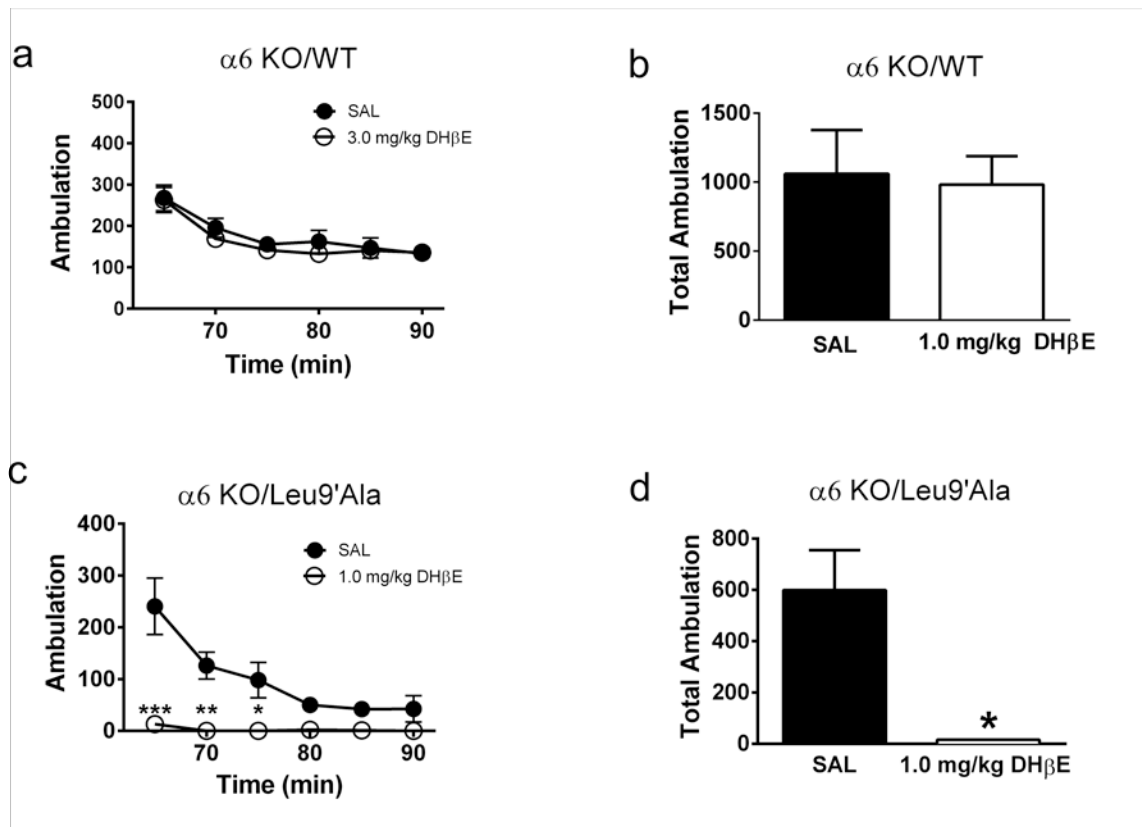 a
α6 KO/WT
500
400
300
200
100
0
Ambulation
SAL
3.0 mg/kg DHβE
70 80 90
Time (min)
b
α6 KO/WT
1500
1000
500
0
Total Ambulation
SAL 1.0 mg/kg DHβE
c
α6 KO/Leu9'Ala
400
300
200
100
0
Ambulation
SAL
1.0 mg/kg DHβE
*** ** *
70 80 90
Time (min)
d
α6 KO/Leu9'Ala
800
600
400
200
0
Total Ambulation
*
SAL 1.0 mg/kg DHβE